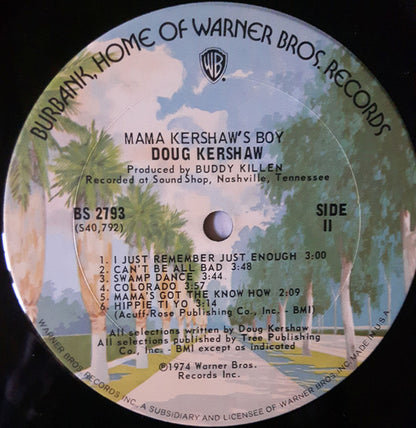 BURBANK, HOME OF WARNER BROS. RECORDS
WB
MAMA KERSHAW'S BOY
DOUG KERSHAW
Produced by BUDDY KILLEN
Recorded at Sound Shop, Nashville, Tennessee
BS 2793
(S40,792)
SIDE
II
1. I JUST REMEMBER JUST ENOUGH 3:00
2. CAN'T BE ALL BAD 3:48
3. SWAMP DANCE 3:44
4. COLORADO 3:57
5. MAMA'S GOT THE KNOW HOW 2:09
6. HIPPIE TI YO 3:14
(Acuff-Rose Publishing Co., Inc. - BMI)
All selections written by Doug Kershaw
All selections published by Tree Publishing
Co., Inc. - BMI except as indicated
©1974 Warner Bros.
Records Inc.
WARNER BROS. RECORDS INC., A SUBSIDIARY AND LICENSEE OF WARNER BROS. INC. MADE IN U.S.A.